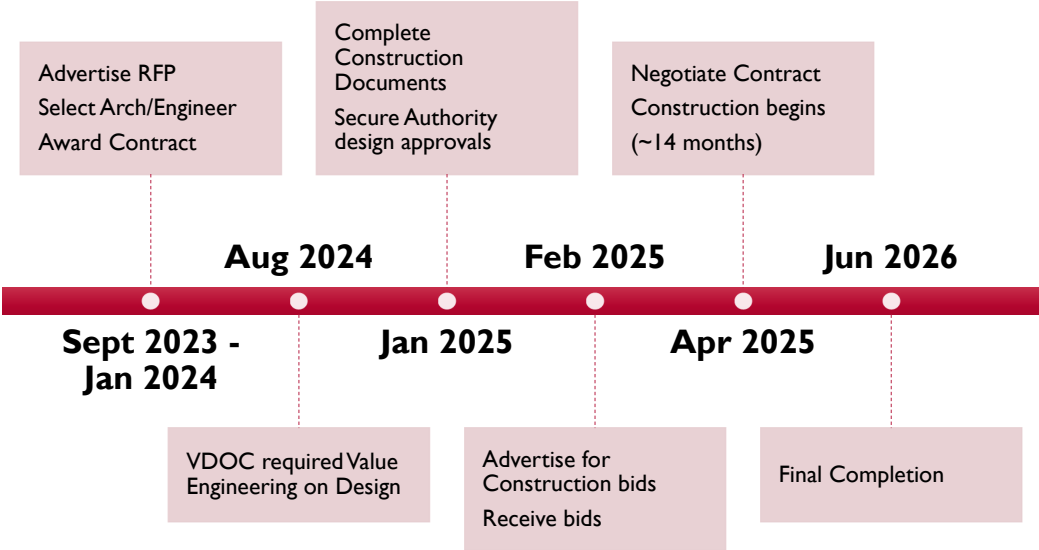 Advertise RFP
Select Arch/Engineer
Award Contract
Complete
Construction
Documents
Secure Authority
design approvals
Negotiate Contract
Construction begins
(~14 months)
Aug 2024
Feb 2025
Jun 2026
Sept 2023 -
Jan 2024
Jan 2025
Apr 2025
VDOC required Value
Engineering on Design
Advertise for
Construction bids
Receive bids
Final Completion